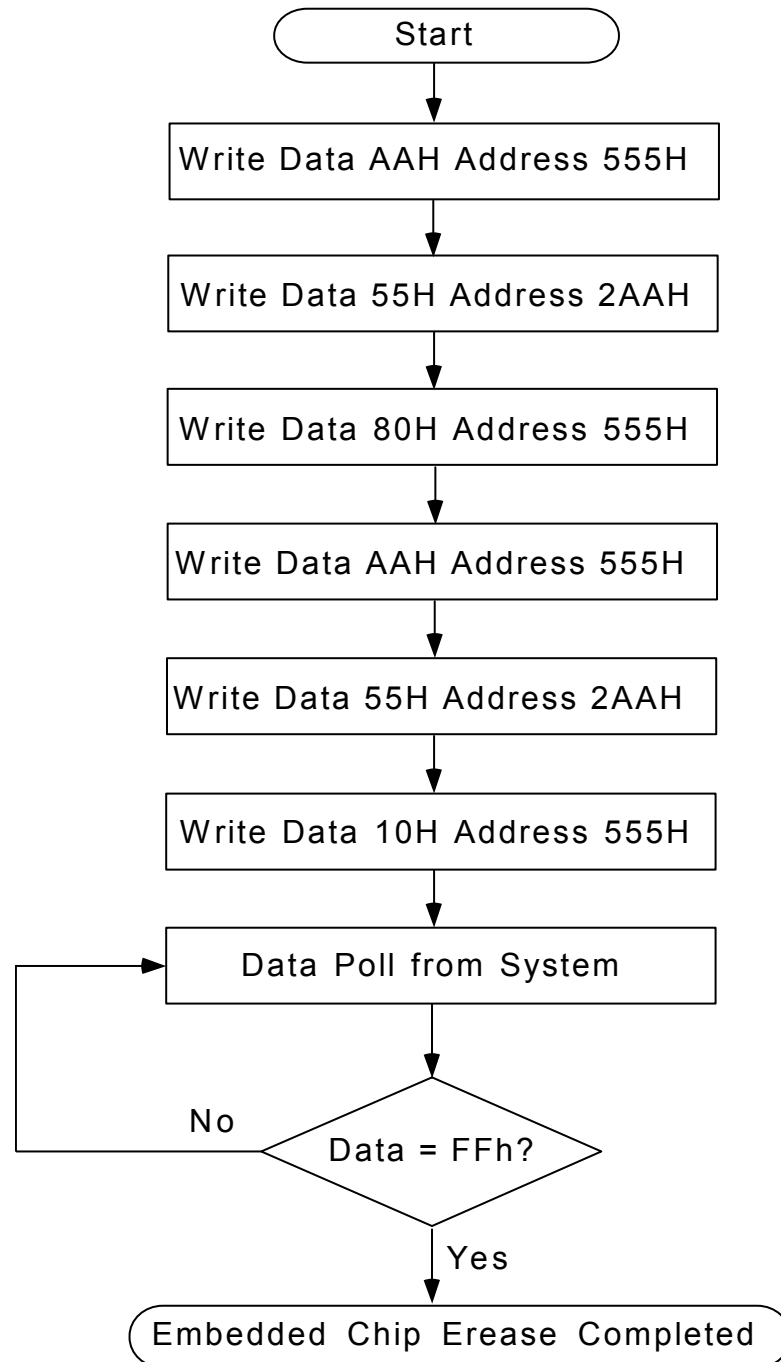 Start
Write Data AAH Address 555H
Write Data 55H Address 2AAH
Write Data 80H Address 555H
Write Data AAH Address 555H
Write Data 55H Address 2AAH
Write Data 10H Address 555H
Data Poll from System
No
Data = FFh?
Yes
Embedded Chip Erease Completed